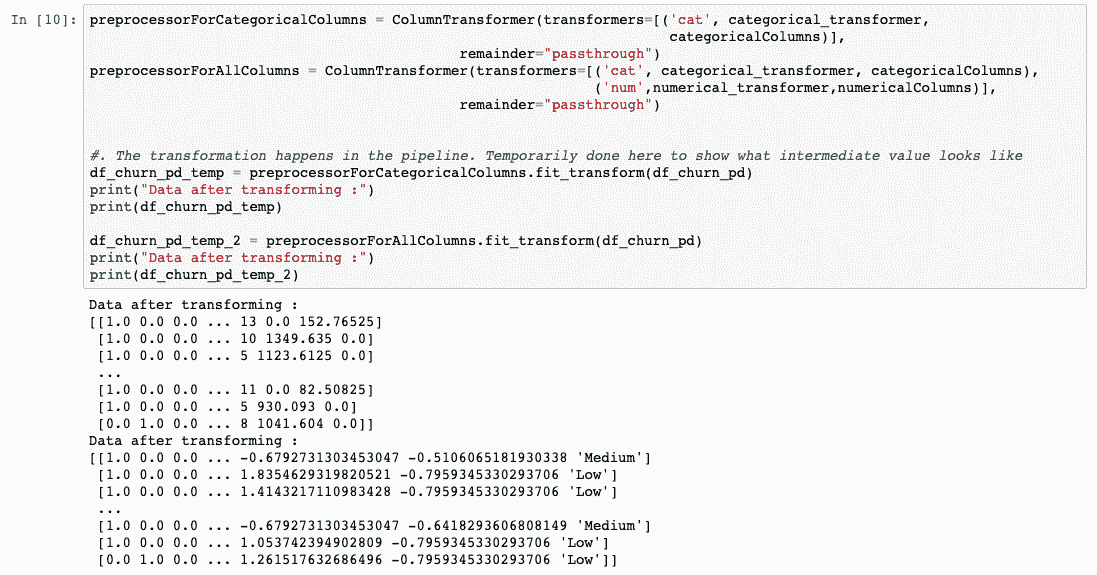 In [10]: preprocessorForCategoricalColumns = ColumnTransformer(transformers=[('cat', categorical_transformer,
categoricalColumns)],
remainder="passthrough")
preprocessorForAllColumns = ColumnTransformer(transformers=[('cat', categorical_transformer, categoricalColumns),
('num',numerical_transformer,numericalColumns)],
remainder="passthrough")
#. The transformation happens in the pipeline. Temporarily done here to show what intermediate value looks like
df_churn_pd_temp = preprocessorForCategoricalColumns.fit_transform(df_churn_pd)
print("Data after transforming :")
print(df_churn_pd_temp)
df_churn_pd_temp_2 = preprocessorForAllColumns.fit_transform(df_churn_pd)
print("Data after transforming :")
print(df_churn_pd_temp_2)
Data after transforming :
[[1.0 0.0 0.0 ... 13 0.0 152.76525]
[1.0 0.0 0.0 ... 10 1349.635 0.0]
[1.0 0.0 0.0 ... 5 1123.6125 0.0]
...
[1.0 0.0 0.0 ... 11 0.0 82.50825]
[1.0 0.0 0.0 ... 5 930.093 0.0]
[0.0 1.0 0.0 ... 8 1041.604 0.0]]
Data after transforming :
[[1.0 0.0 0.0 ... -0.6792731303453047 -0.5106065181930338 'Medium']
[1.0 0.0 0.0 ... 1.8354629319820521 -0.7959345330293706 'Low']
[1.0 0.0 0.0 ... 1.4143217110983428 -0.7959345330293706 'Low']
...
[1.0 0.0 0.0 ... -0.6792731303453047 -0.6418293606808149 'Medium']
[1.0 0.0 0.0 ... 1.053742394902809 -0.7959345330293706 'Low']
[0.0 1.0 0.0 ... 1.261517632686496 -0.7959345330293706 'Low']]